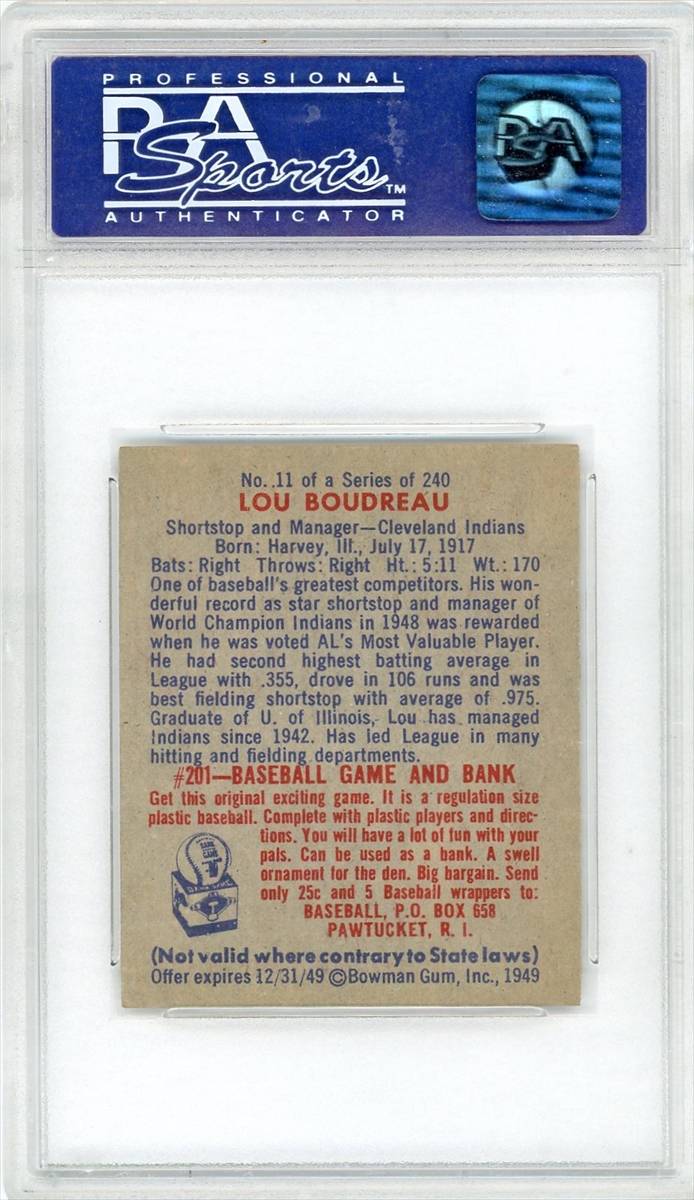 PROFESSIONAL
PSA
Sports™
AUTHENTICATOR
PSA
No. .11 of a Series of 240
LOU BOUDREAU
Shortstop and Manager—Cleveland Indians
Born: Harvey, Ill., July 17, 1917
Bats: Right Throws: Right Ht.: 5:11 Wt.: 170
One of baseball's greatest competitors. His won-
derful record as star shortstop and manager of
World Champion Indians in 1948 was rewarded
when he was voted AL's Most Valuable Player.
He had second highest batting average in
League with .355, drove in 106 runs and was
best fielding shortstop with average of .975.
Graduate of U. of Illinois, Lou has managed
Indians since 1942. Has led League in many
hitting and fielding departments.
#201—BASEBALL GAME AND BANK
Get this original exciting game. It is a regulation size
plastic baseball. Complete with plastic players and direc-
tions. You will have a lot of fun with your
pals. Can be used as a bank. A swell
ornament for the den. Big bargain. Send
only 25c and 5 Baseball wrappers to:
BASEBALL, P.O. BOX 658
PAWTUCKET, R. I.
(Not valid where contrary to State laws)
Offer expires 12/31/49 ©Bowman Gum, Inc., 1949